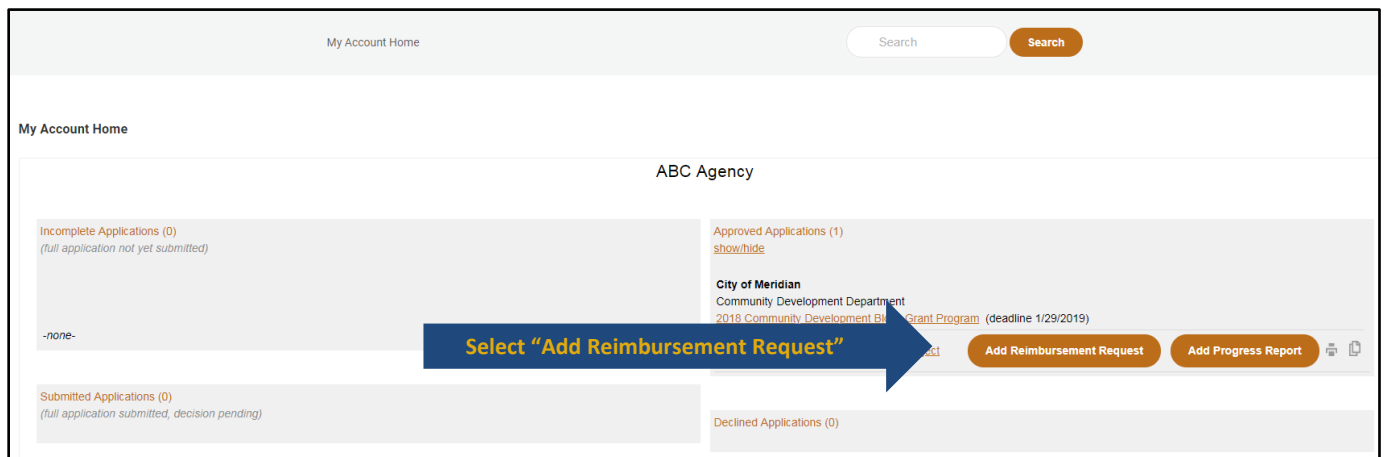 My Account Home
Search
Search
My Account Home
ABC Agency
Incomplete Applications (0)
(full application not yet submitted)
-none-
Submitted Applications (0)
(full application submitted, decision pending)
Approved Applications (1)
show/hide
City of Meridian
Community Development Department
2018 Community Development Grant Program (deadline 1/29/2019)
Select “Add Reimbursement Request”
Add Reimbursement Request
Add Progress Report
Declined Applications (0)